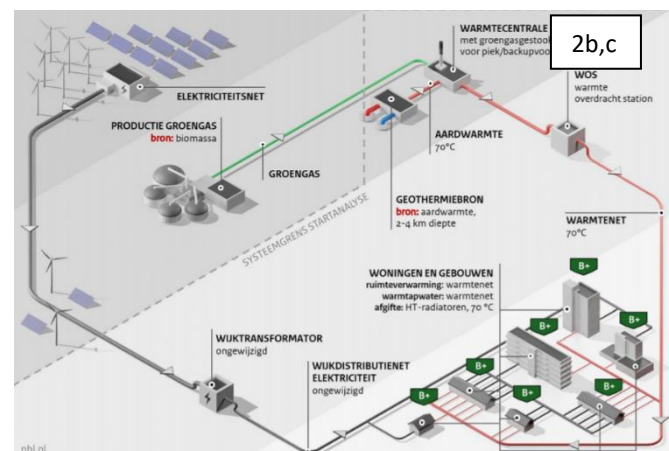 WARMTECENTRALE
met groengasgestook
voor piek/backupvoo
2b,c
WOS
warmte
overdracht station
ELEKTRICITEITSNET
PRODUCTIE GROENGAS
bron: biomassa
AARDWARMTE
70°C
GROENGAS
GEOTHERMIEBRON
bron: aardwarmte,
2-4 km diepte
WARMTENET
70°C
SYSTEEMGRENS STARTANALYSE
WONINGEN EN GEBOUWEN
ruimteverwarming: warmtenet
warmtapwater: warmtenet
afgifte: HT-radiatoren, 70 °C
B+
B+
B+
B+
B+
B+
B+
WIJKTRANSFORMATOR
ongewijzigd
WIJKDISTRIBUTIENET
ELEKTRICITEIT
ongewijzigd
pbl.nl